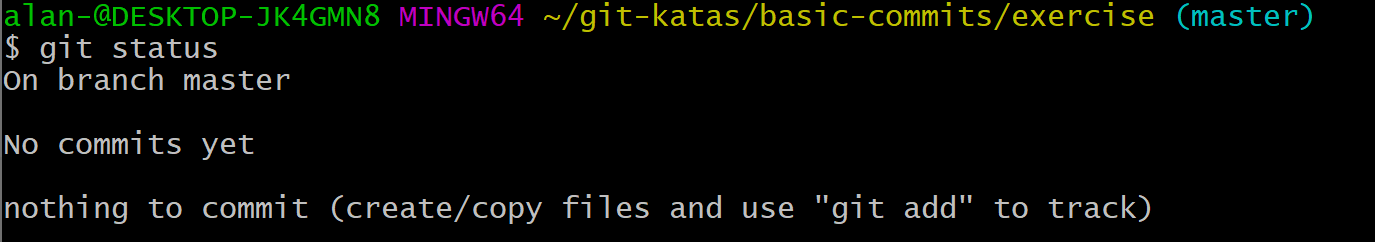 alan-@DESKTOP-JK4GMN8 MINGW64 ~/git-katas/basic-commits/exercise (master)
$ git status
On branch master
No commits yet
nothing to commit (create/copy files and use "git add" to track)